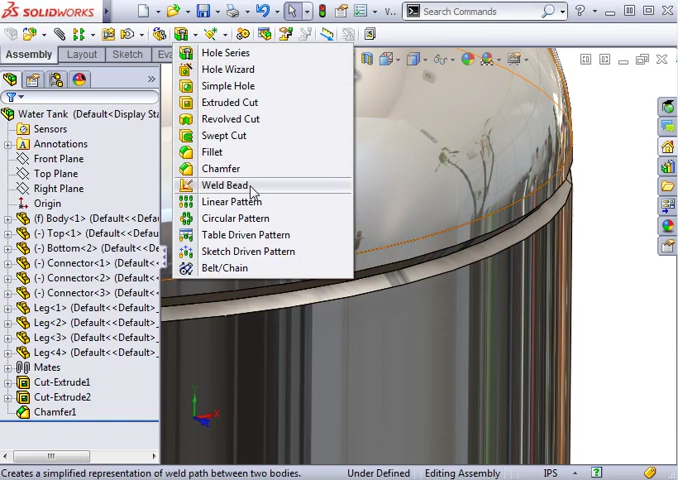 SOLIDWORKS
Search Commands
v...
Assembly
Layout
Sketch
Hole Series
Hole Wizard
Simple Hole
Extruded Cut
Revolved Cut
Swept Cut
Fillet
Chamfer
Weld Bead
Linear Pattern
Circular Pattern
Table Driven Pattern
Sketch Driven Pattern
Belt/Chain
Water Tank (Default<Display Sta
Sensors
Annotations
Front Plane
Top Plane
Right Plane
Origin
(f) Body<1> (Default<<Defaul
(-) Top<1> (Default<<Default
(-) Bottom<2> (Default<<Def
(-) Connector<1> (Default<<
(-) Connector<2> (Default<<
(-) Connector<3> (Default<<
Leg<1> (Default<<Default>_
Leg<2> (Default<<Default>_
Leg<3> (Default<<Default>_
Leg<4> (Default<<Default>_
Mates
Cut-Extrude1
Cut-Extrude2
Chamfer1
Y
X
Creates a simplified representation of weld path between two bodies.
Under Defined
Editing Assembly
IPS